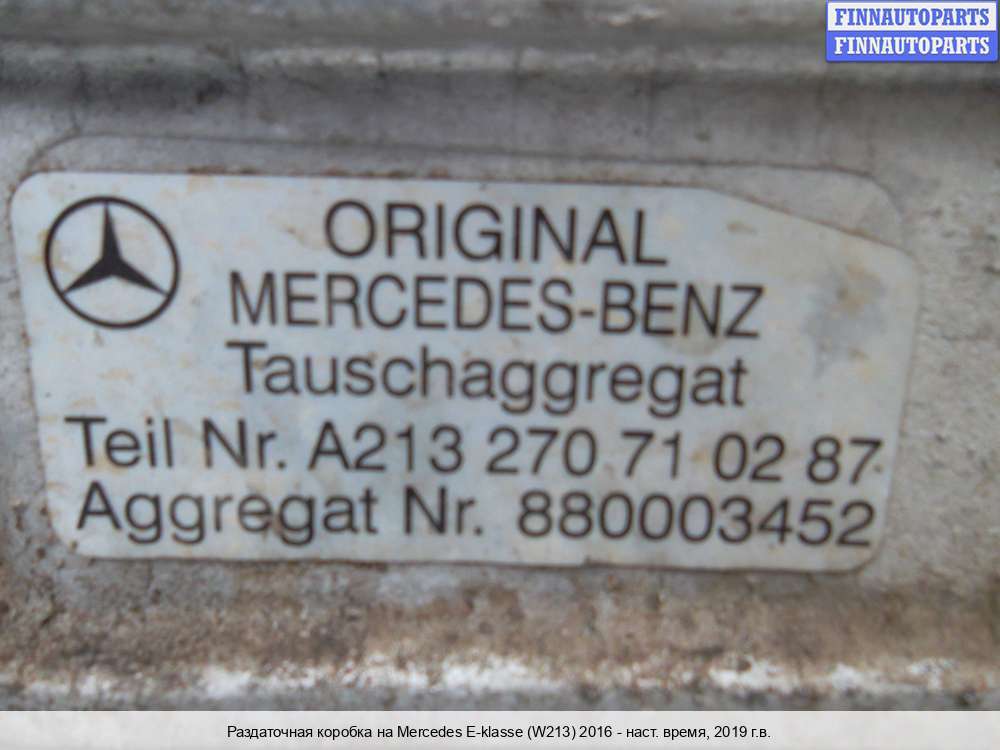 FINNAUTOPARTS
FINNAUTOPARTS
ORIGINAL
MERCEDES-BENZ
Tauschaggregat
Teil Nr. A213 270 71 02 87
Aggregat Nr. 880003452
Раздаточная коробка на Mercedes E-klasse (W213) 2016 - наст. время, 2019 г.в.